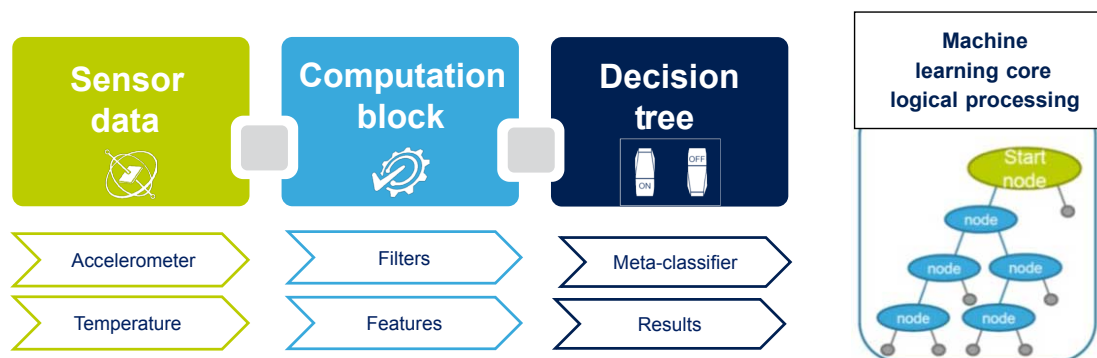 Sensor
data
Computation
block
Decision
tree
ON
OFF
Accelerometer
Temperature
Filters
Features
Meta-classifier
Results
Machine
learning core
logical processing
Start
node
node
node
node
node
node